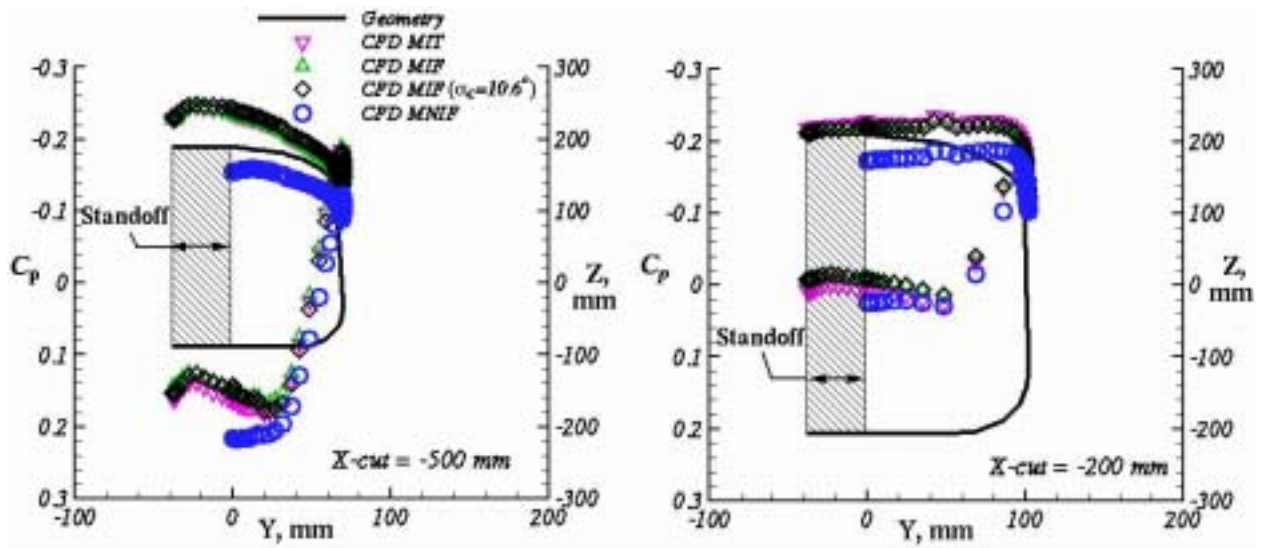 Geometry
CFD MIT
CFD MIF
CFD MIF (αc=10.6°)
CFD MNIF
-0.3
-0.2
-0.1
0
0.1
0.2
0.3
Cp
300
200
100
0
-100
-200
-300
Z,
mm
Standoff
X-cut = -500 mm
-100
0
100
200
Y, mm
-0.3
-0.2
-0.1
0
0.1
0.2
0.3
Cp
300
200
100
0
-100
-200
-300
Z,
mm
Standoff
X-cut = -200 mm
-100
0
100
200
Y, mm